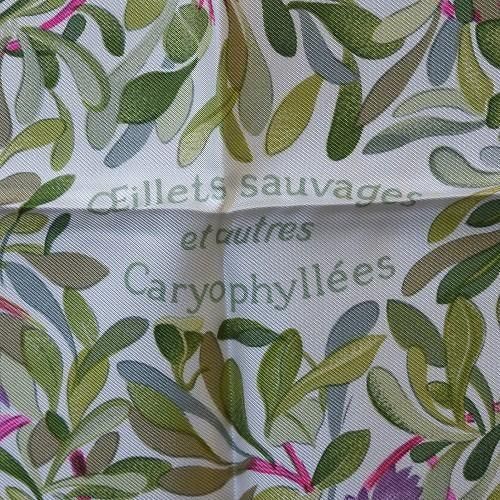 Œillets sauvages
et autres
Caryophyllées